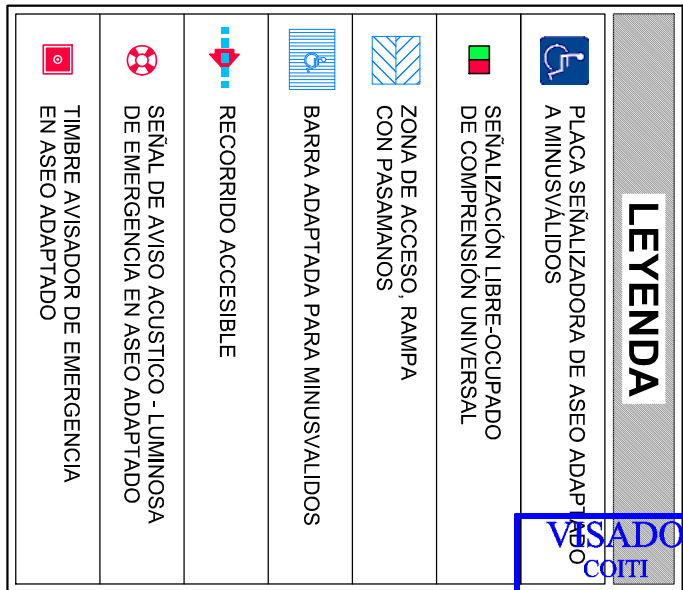 LEYENDA
PLACA SEÑALIZADORA DE ASEO ADAPTADO
A MINUSVÁLIDOS
SEÑALIZACIÓN LIBRE-OCUPADO
DE COMPRENSIÓN UNIVERSAL
ZONA DE ACCESO, RAMPA
CON PASAMANOS
BARRA ADAPTADA PARA MINUSVALIDOS
RECORRIDO ACCESIBLE
SEÑAL DE AVISO ACUSTICO - LUMINOSA
DE EMERGENCIA EN ASEO ADAPTADO
TIMBRE AVISADOR DE EMERGENCIA
EN ASEO ADAPTADO
VISADO
COITI